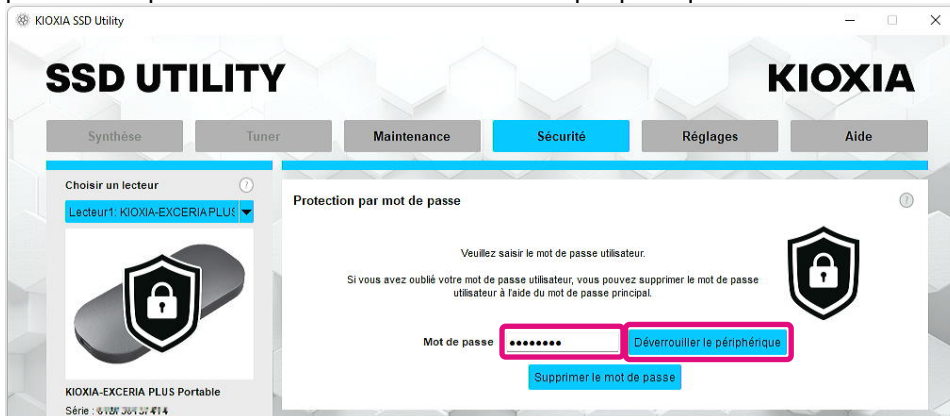 KIOXIA SSD Utility
SSD UTILITY
KIOXIA
Synthèse
Tuner
Maintenance
Sécurité
Réglages
Aide
Choisir un lecteur
Lecteur1: KIOXIA-EXCERIA PLUS
Protection par mot de passe
Veuillez saisir le mot de passe utilisateur.
Si vous avez oublié votre mot de passe utilisateur, vous pouvez supprimer le mot de passe
utilisateur à l'aide du mot de passe principal.
Mot de passe
Déverrouiller le périphérique
Supprimer le mot de passe
KIOXIA-EXCERIA PLUS Portable
Série :